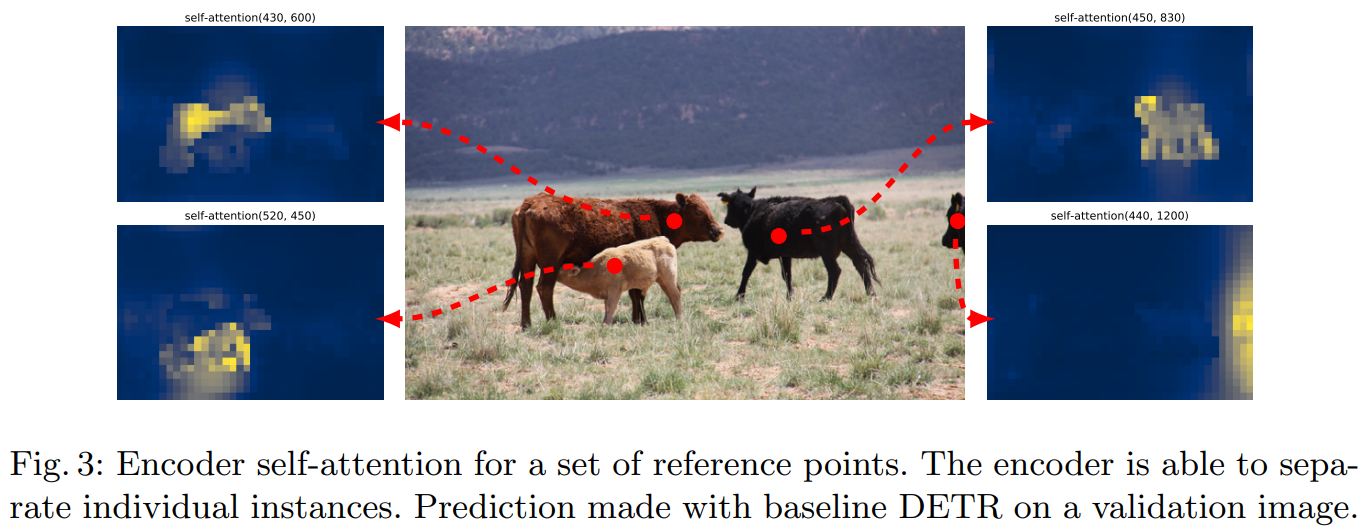 self-attention(430, 600)
self-attention(450, 830)
self-attention(520, 450)
self-attention(440, 1200)
Fig. 3: Encoder self-attention for a set of reference points. The encoder is able to sepa-
rate individual instances. Prediction made with baseline DETR on a validation image.